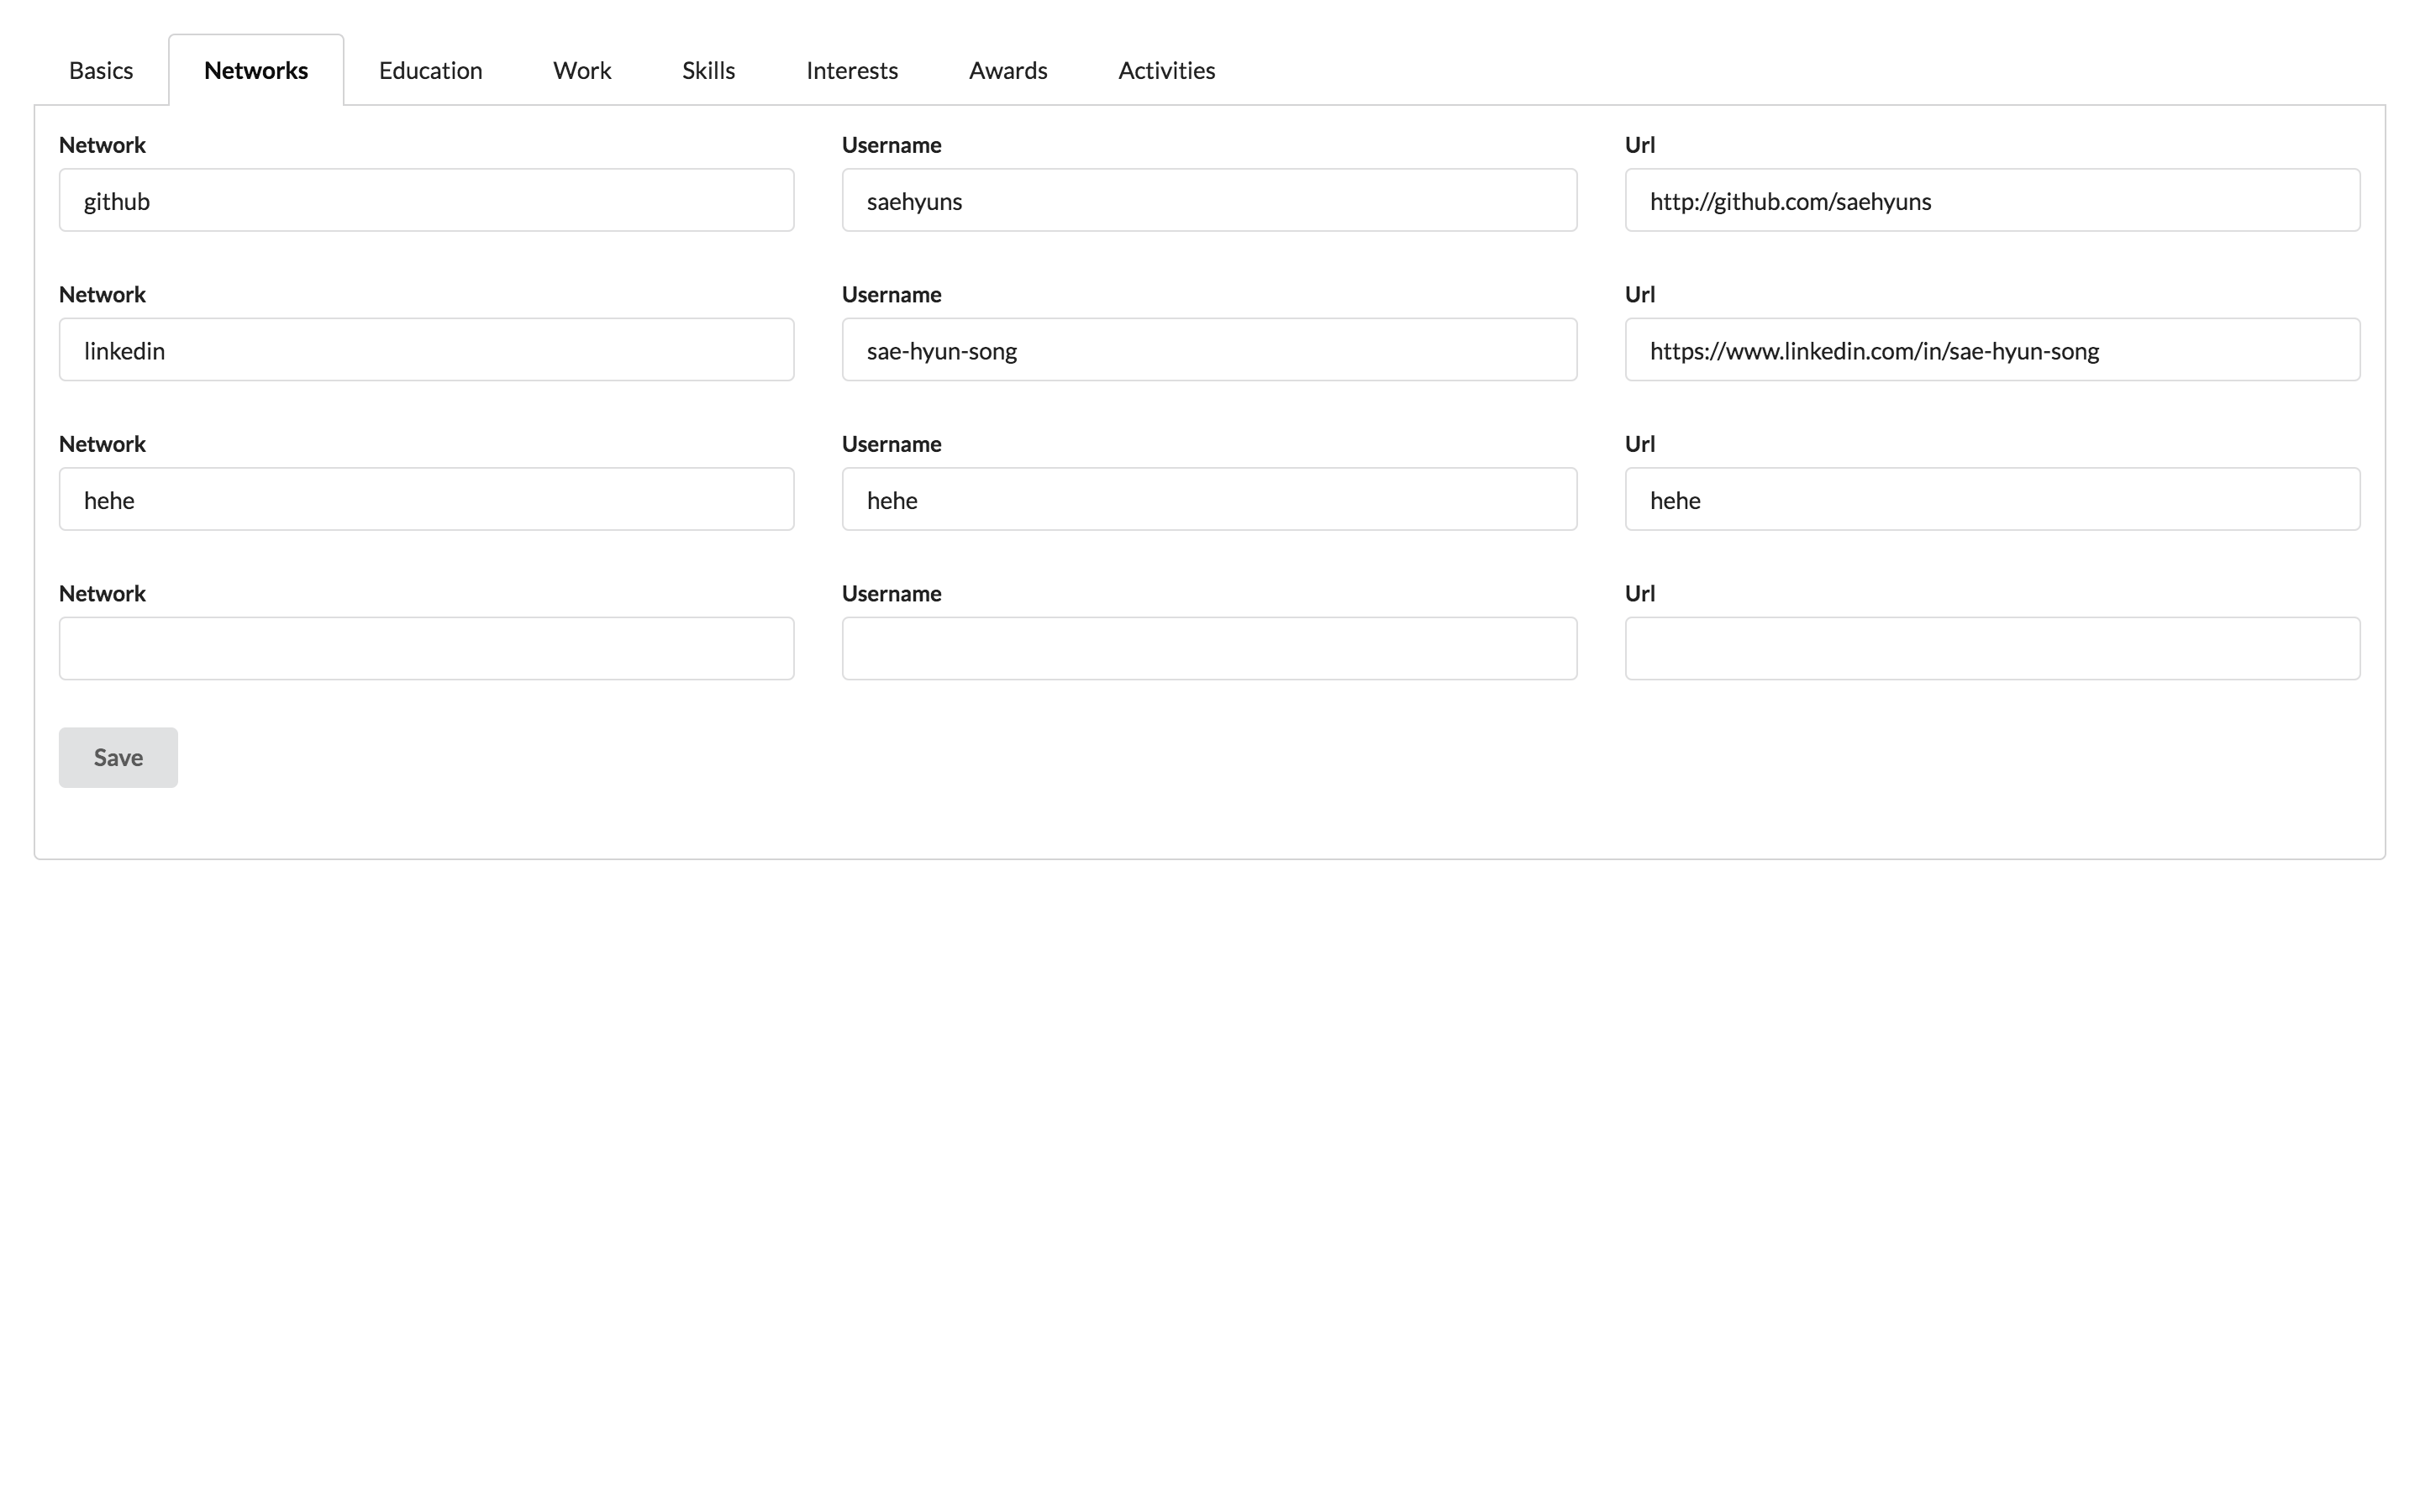 Basics Networks Education Work Skills Interests Awards Activities
Network Username Url
github saehyuns http://github.com/saehyuns
Network Username Url
linkedin sae-hyun-song https://www.linkedin.com/in/sae-hyun-song
Network Username Url
hehe hehe hehe
Network Username Url
Save